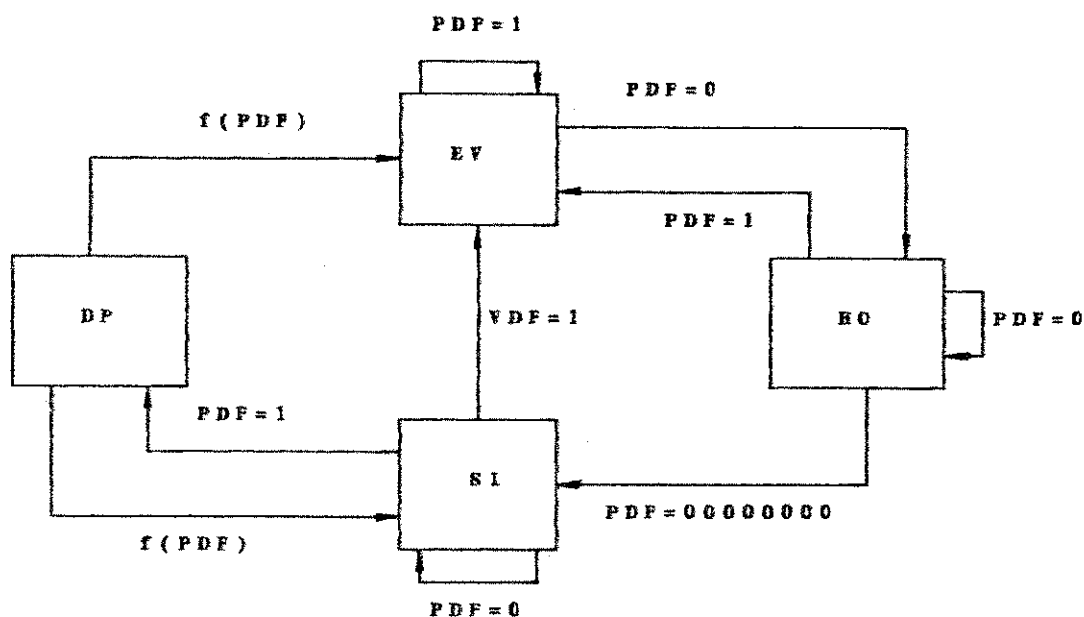 PDF=1
PDF=0
f(PDF)
EV
PDF=1
DP
VDF=1
HO
PDF=0
PDF=1
SI
PDF=00000000
f(PDF)
PDF=0